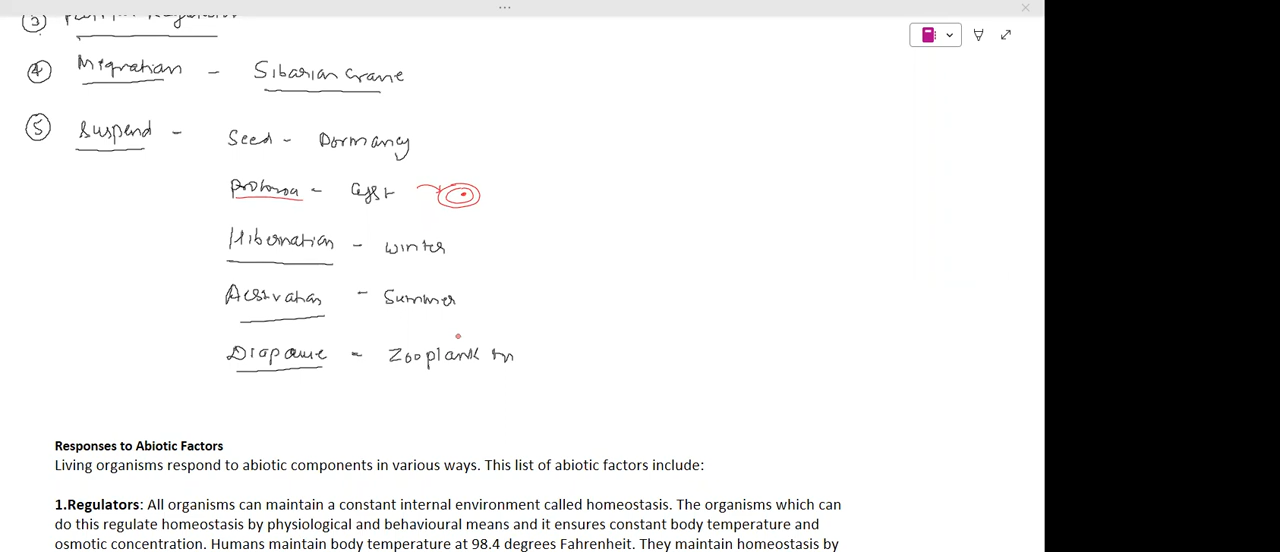 ③ Partial Regulator
④ Migration - Sibarian Crane
⑤ Suspend - Seed - Dormancy
Protozoa - Cyst
Hibernation - Winter
Aestivation - Summer
Diapause - Zooplankton
Responses to Abiotic Factors
Living organisms respond to abiotic components in various ways. This list of abiotic factors include:
1.Regulators: All organisms can maintain a constant internal environment called homeostasis. The organisms which can
do this regulate homeostasis by physiological and behavioural means and it ensures constant body temperature and
osmotic concentration. Humans maintain body temperature at 98.4 degrees Fahrenheit. They maintain homeostasis by